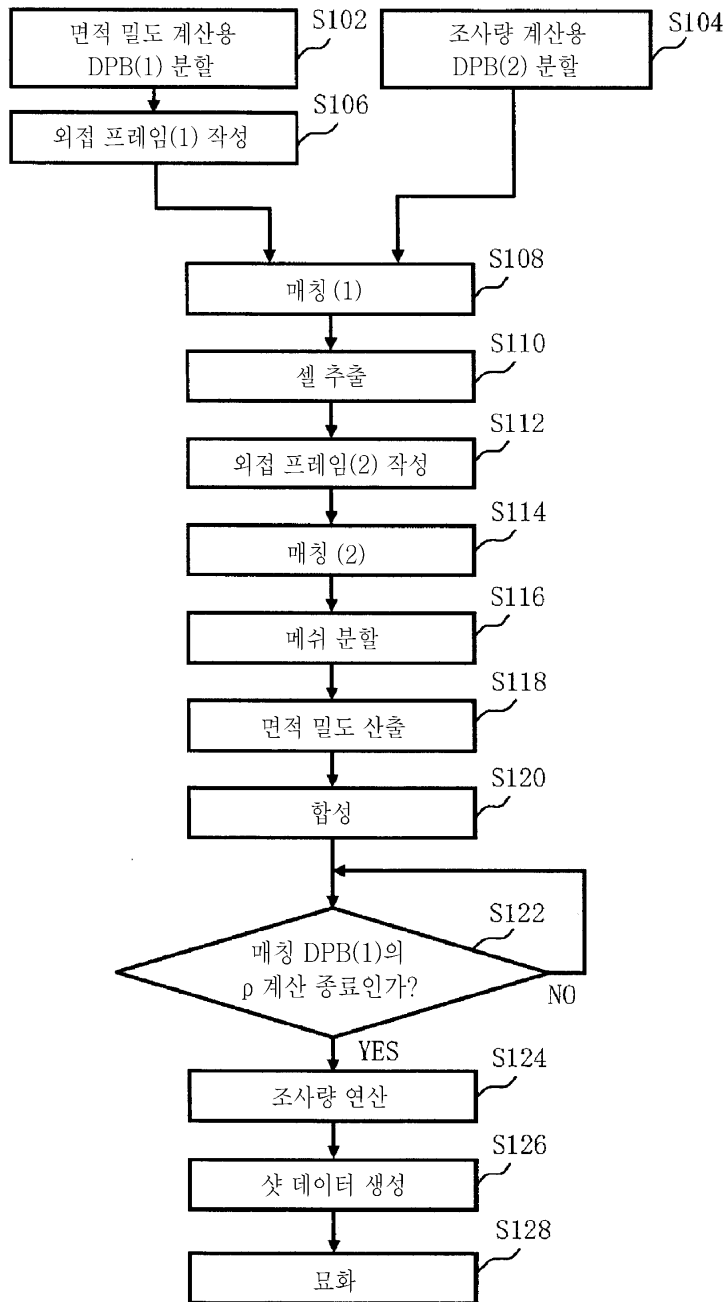 면적 밀도 계산용
DPB(1) 분할
S102
조사량 계산용
DPB(2) 분할
S104
외접 프레임(1) 작성
S106
매칭(1)
S108
셀 추출
S110
외접 프레임(2) 작성
S112
매칭(2)
S114
메쉬 분할
S116
면적 밀도 산출
S118
합성
S120
매칭 DPB(1)의
ρ 계산 종료인가?
S122
NO
YES
조사량 연산
S124
샷 데이터 생성
S126
묘화
S128